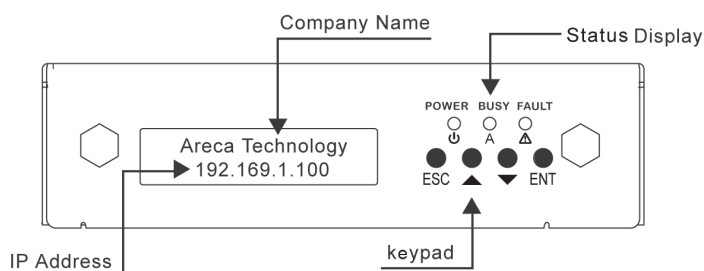 Company Name
Status Display
POWER BUSY FAULT
A
Areca Technology
192.169.1.100
ESC ENT
IP Address
keypad